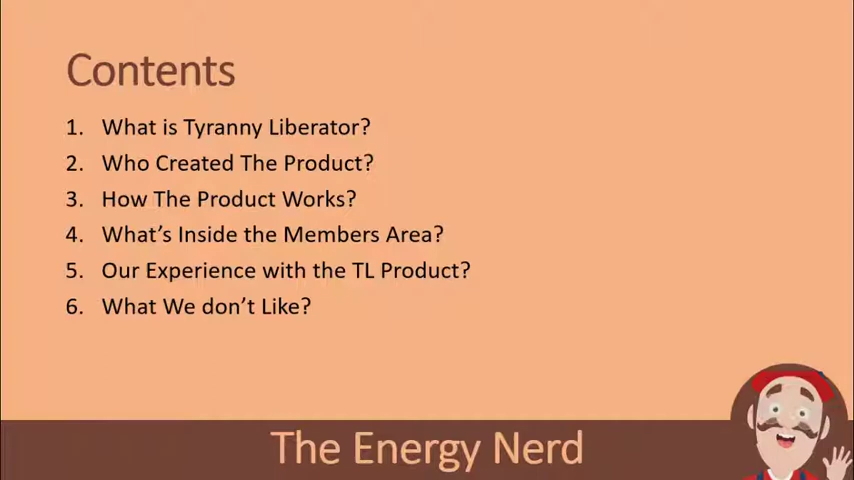 Contents
1. What is Tyranny Liberator?
2. Who Created The Product?
3. How The Product Works?
4. What's Inside the Members Area?
5. Our Experience with the TL Product?
6. What We don't Like?
The Energy Nerd